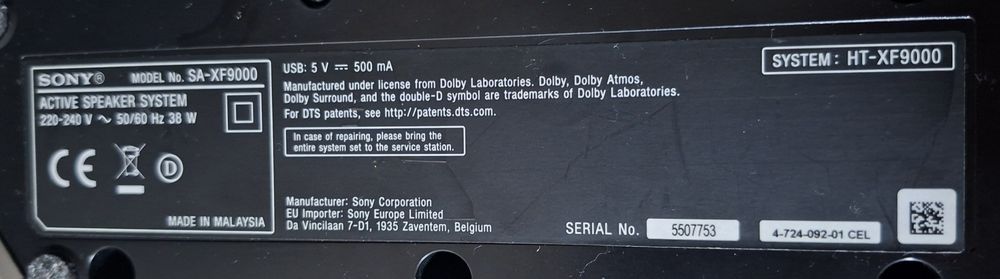 SONY® MODEL No. SA-XF9000
ACTIVE SPEAKER SYSTEM
220-240 V ~ 50/60 Hz 38 W
CE D
MADE IN MALAYSIA
USB: 5 V ⎓ 500 mA
Manufactured under license from Dolby Laboratories. Dolby, Dolby Atmos,
Dolby Surround, and the double-D symbol are trademarks of Dolby Laboratories.
For DTS patents, see http://patents.dts.com.
In case of repairing, please bring the
entire system set to the service station.
Manufacturer: Sony Corporation
EU Importer: Sony Europe Limited
Da Vincilaan 7-D1, 1935 Zaventem, Belgium
SYSTEM : HT-XF9000
SERIAL No. 5507753
4-724-092-01 CEL